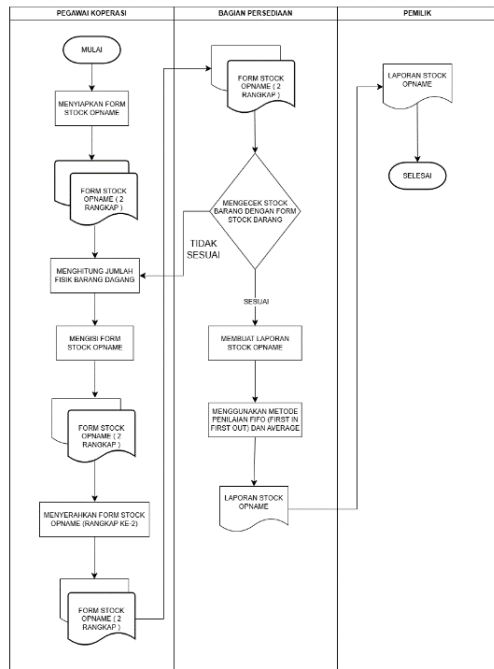 PEGAWAI KOPERASI
BAGIAN PERSEDIAAN
PEMILIK
MULAI
MENYIAPKAN FORM
STOCK OPNAME
FORM STOCK
OPNAME ( 2
RANGKAP )
MENGHITUNG JUMLAH
FISIK BARANG DAGANG
MENGISI FORM
STOCK OPNAME
FORM STOCK
OPNAME ( 2
RANGKAP )
MENYERAHKAN FORM STOCK
OPNAME (RANGKAP KE-2)
FORM STOCK
OPNAME ( 2
RANGKAP )
FORM STOCK
OPNAME ( 2
RANGKAP )
MENGECEK STOCK
BARANG DENGAN FORM
STOCK BARANG
TIDAK
SESUAI
SESUAI
MEMBUAT LAPORAN
STOCK OPNAME
MENGGUNAKAN METODE
PENILAIAN FIFO (FIRST IN
FIRST OUT) DAN AVERAGE
LAPORAN STOCK
OPNAME
LAPORAN STOCK
OPNAME
SELESAI